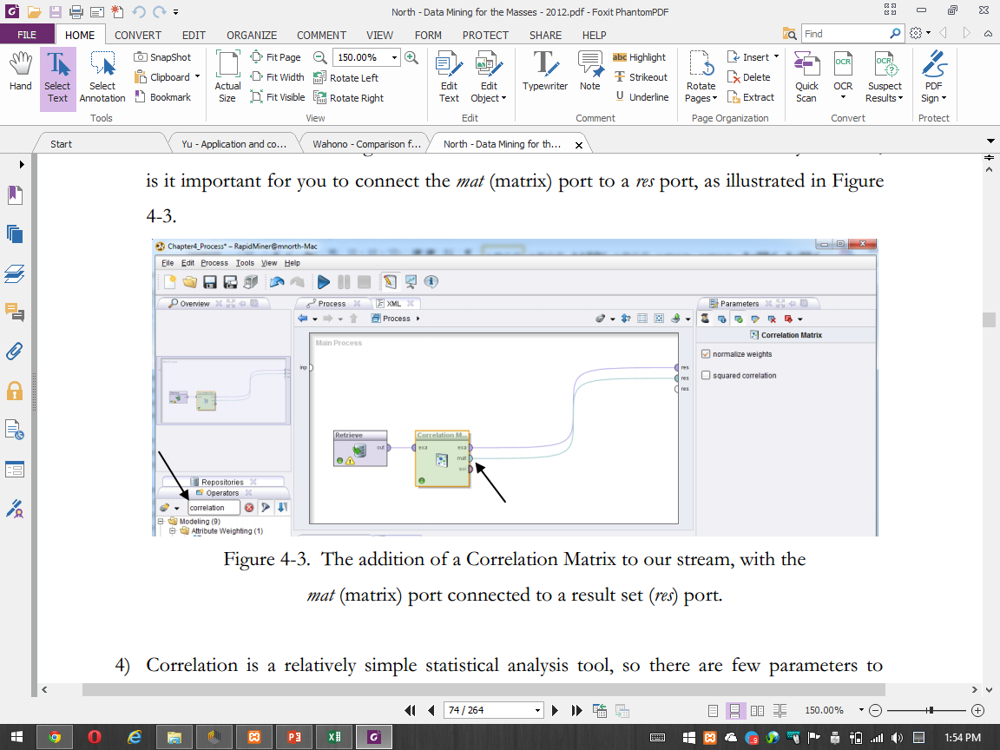 North - Data Mining for the Masses - 2012.pdf - Foxit PhantomPDF
FILE HOME CONVERT EDIT ORGANIZE COMMENT VIEW FORM PROTECT SHARE HELP Find
Hand
Select Text
Select Annotation
SnapShot
Clipboard
Bookmark
Tools
Actual Size
Fit Page
Fit Width
Fit Visible
150.00%
Rotate Left
Rotate Right
View
Edit Text
Edit Object
Edit
Typewriter
Note
Highlight
Strikeout
Underline
Comment
Rotate Pages
Insert
Delete
Extract
Page Organization
Quick Scan
OCR
Suspect Results
Convert
PDF Sign
Protect
Start
Yu - Application and co...
Wahono - Comparison f...
North - Data Mining for th...
is it important for you to connect the mat (matrix) port to a res port, as illustrated in Figure
4-3.
Chapter4_Process* – RapidMiner@mnorth-Mac
File Edit Process Tools View Help
Overview
Process
XML
Parameters
Process
Correlation Matrix
Main Process
normalize weights
squared correlation
inp
res
res
res
Retrieve
out
Correlation M...
exa
exa
mat
wei
Repositories
Operators
correlation
Modeling (9)
Attribute Weighting (1)
Figure 4-3. The addition of a Correlation Matrix to our stream, with the
mat (matrix) port connected to a result set (res) port.
4) Correlation is a relatively simple statistical analysis tool, so there are few parameters to
74 / 264
150.00%
1:54 PM